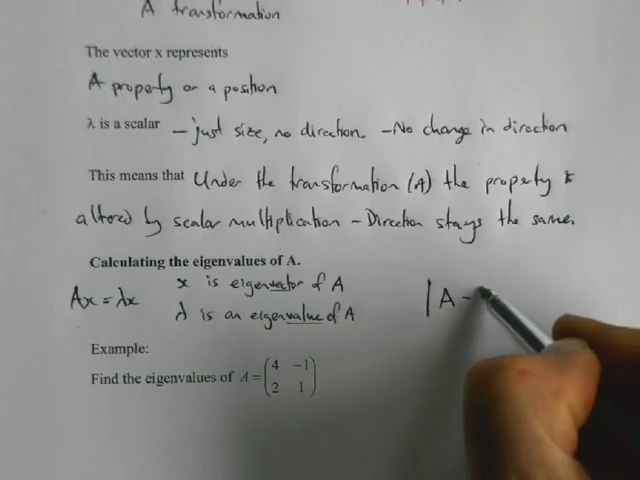 A transformation
The vector x represents
A property or a position
λ is a scalar – just size, no direction. – No change in direction
This means that Under the transformation (A) the property is
altered by scalar multiplication – Direction stays the same.
Calculating the eigenvalues of A.
Ax = λx x is eigenvector of A
λ is an eigenvalue of A
|A –
Example:
Find the eigenvalues of A = (4 −1
2 1)